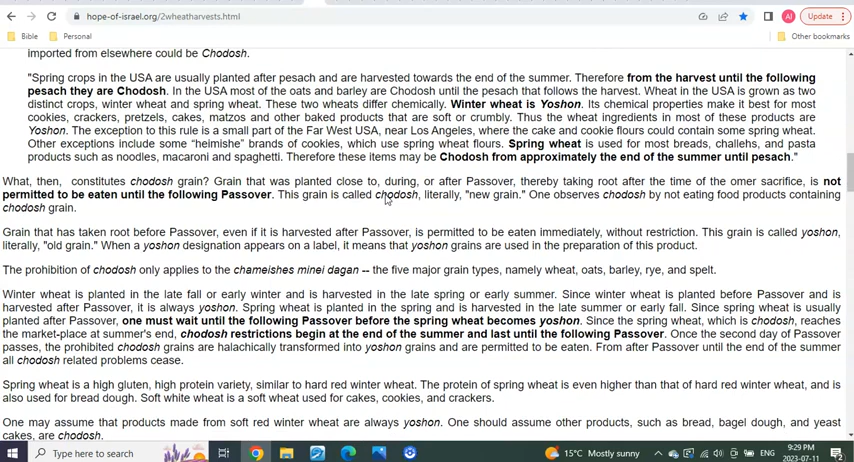 hope-of-israel.org/2wheatharvests.html
Update
Bible
Personal
Other bookmarks
imported from elsewhere could be Chodosh.
"Spring crops in the USA are usually planted after pesach and are harvested towards the end of the summer. Therefore from the harvest until the following
pesach they are Chodosh. In the USA most of the oats and barley are Chodosh until the pesach that follows the harvest. Wheat in the USA is grown as two
distinct crops, winter wheat and spring wheat. These two wheats differ chemically. Winter wheat is Yoshon. Its chemical properties make it best for most
cookies, crackers, pretzels, cakes, matzos and other baked products that are soft or crumbly. Thus the wheat ingredients in most of these products are
Yoshon. The exception to this rule is a small part of the Far West USA, near Los Angeles, where the cake and cookie flours could contain some spring wheat.
Other exceptions include some "heimishe" brands of cookies, which use spring wheat flours. Spring wheat is used for most breads, challehs, and pasta
products such as noodles, macaroni and spaghetti. Therefore these items may be Chodosh from approximately the end of the summer until pesach."
What, then, constitutes chodosh grain? Grain that was planted close to, during, or after Passover, thereby taking root after the time of the omer sacrifice, is not
permitted to be eaten until the following Passover. This grain is called chodosh, literally, "new grain." One observes chodosh by not eating food products containing
chodosh grain.
Grain that has taken root before Passover, even if it is harvested after Passover, is permitted to be eaten immediately, without restriction. This grain is called yoshon,
literally, "old grain." When a yoshon designation appears on a label, it means that yoshon grains are used in the preparation of this product.
The prohibition of chodosh only applies to the chameishes minei dagan -- the five major grain types, namely wheat, oats, barley, rye, and spelt.
Winter wheat is planted in the late fall or early winter and is harvested in the late spring or early summer. Since winter wheat is planted before Passover and is
harvested after Passover, it is always yoshon. Spring wheat is planted in the spring and is harvested in the late summer or early fall. Since spring wheat is usually
planted after Passover, one must wait until the following Passover before the spring wheat becomes yoshon. Since the spring wheat, which is chodosh, reaches
the market-place at summer's end, chodosh restrictions begin at the end of the summer and last until the following Passover. Once the second day of Passover
passes, the prohibited chodosh grains are halachically transformed into yoshon grains and are permitted to be eaten. From after Passover until the end of the summer
all chodosh related problems cease.
Spring wheat is a high gluten, high protein variety, similar to hard red winter wheat. The protein of spring wheat is even higher than that of hard red winter wheat, and is
also used for bread dough. Soft white wheat is a soft wheat used for cakes, cookies, and crackers.
One may assume that products made from soft red winter wheat are always yoshon. One should assume other products, such as bread, bagel dough, and yeast
cakes, are chodosh.
Type here to search
15°C Mostly sunny
ENG
9:29 PM
2023-07-11